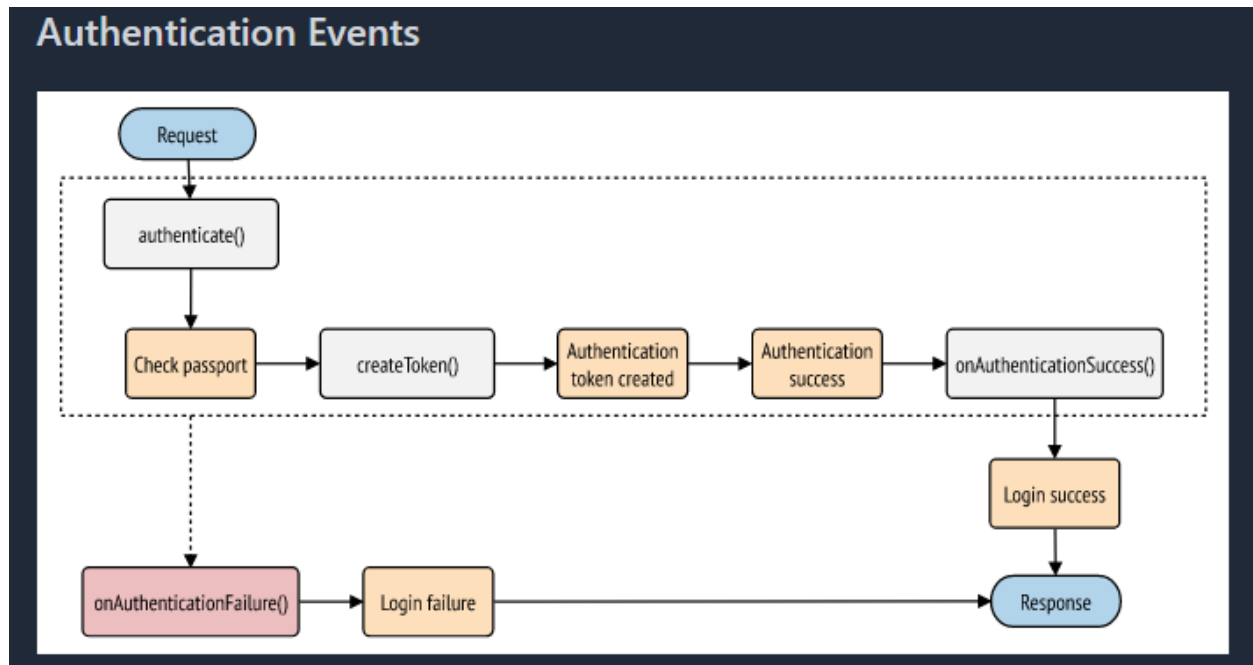 Authentication Events
Request
authenticate()
Check passport
createToken()
Authentication
token created
Authentication
success
onAuthenticationSuccess()
Login success
onAuthenticationFailure()
Login failure
Response